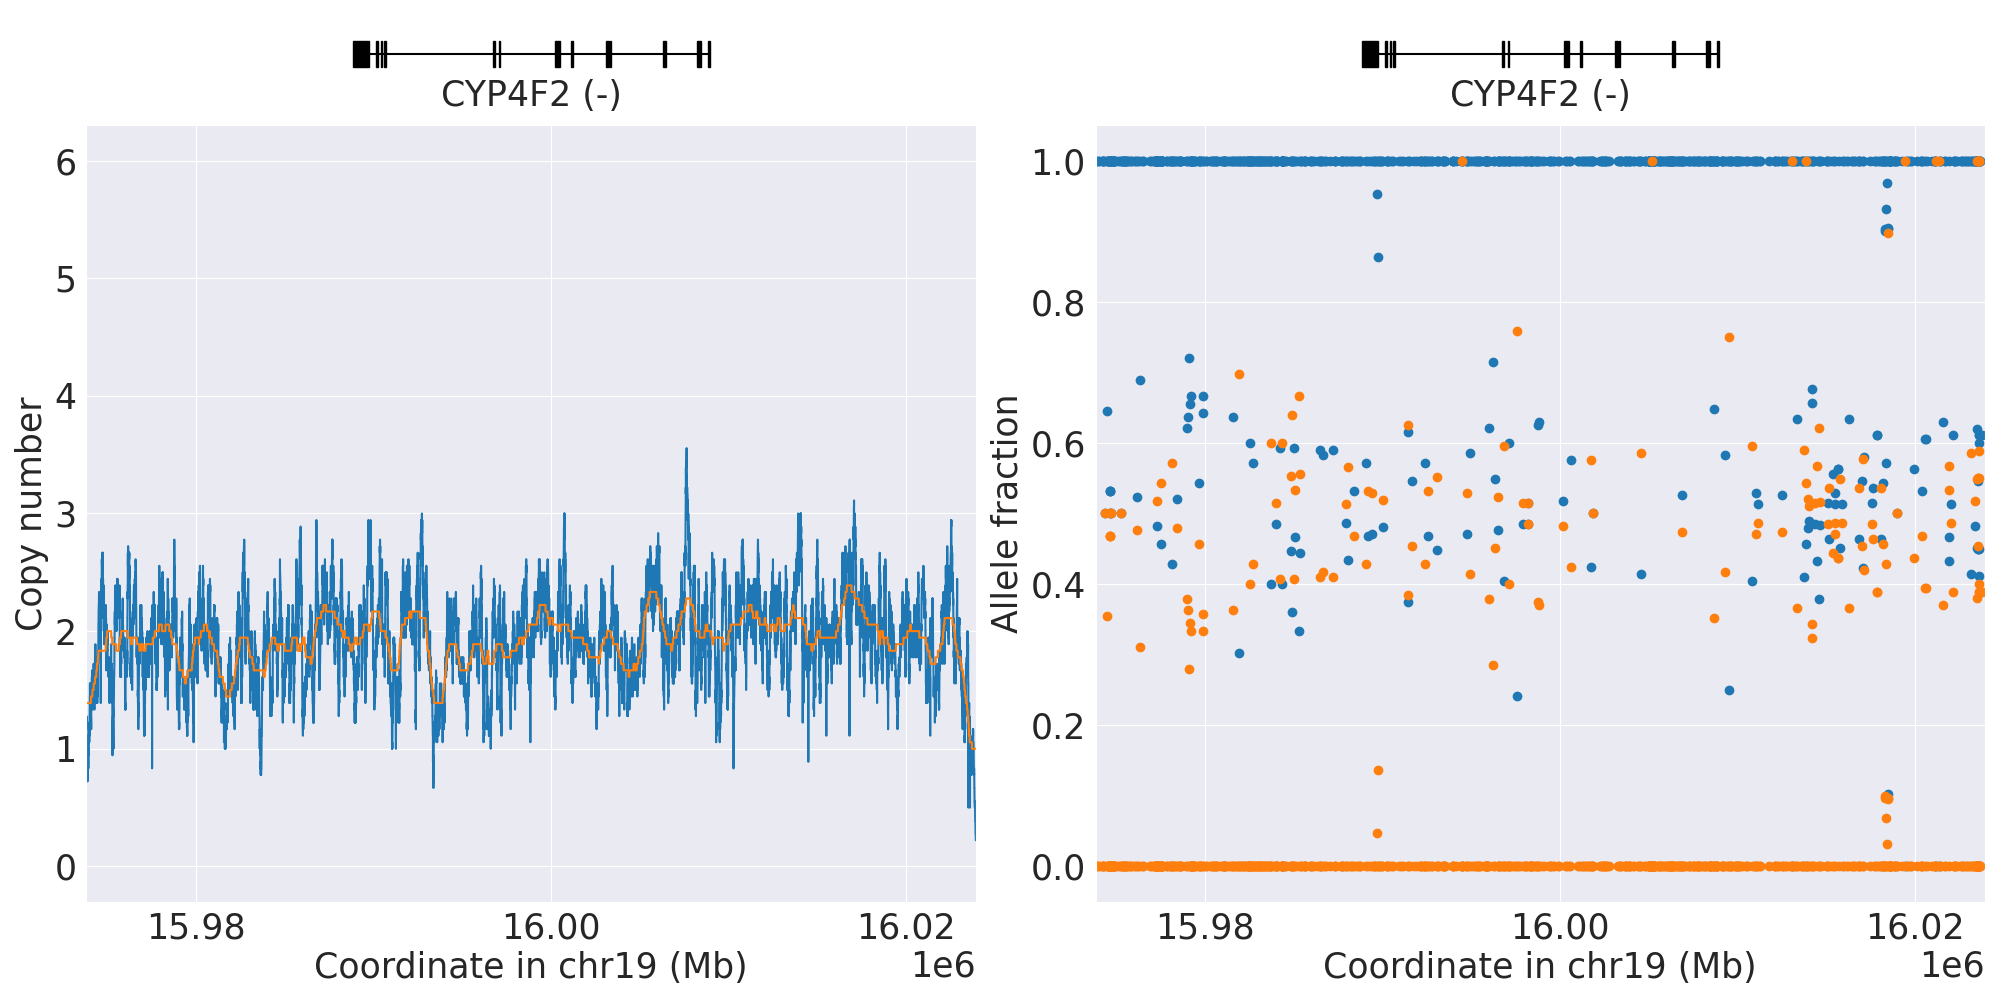 CYP4F2 (-)
6
5
4
3
2
1
0
Copy number
15.98
16.00
16.02
Coordinate in chr19 (Mb)
1e6
CYP4F2 (-)
1.0
0.8
0.6
0.4
0.2
0.0
Allele fraction
15.98
16.00
16.02
Coordinate in chr19 (Mb)
1e6